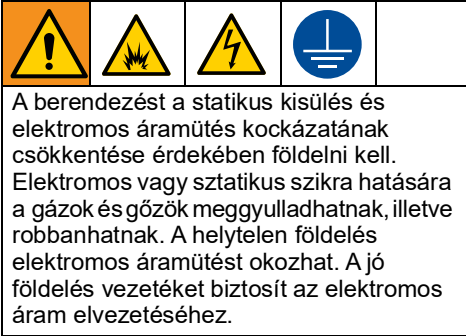 A berendezést a statikus kisülés és
elektromos áramütés kockázatának
csökkentése érdekében földelni kell.
Elektromos vagy sztatikus szikra hatására
a gázok és gőzök meggyulladhatnak, illetve
robbanhatnak. A helytelen földelés
elektromos áramütést okozhat. A jó
földelés vezetéket biztosít az elektromos
áram elvezetéséhez.